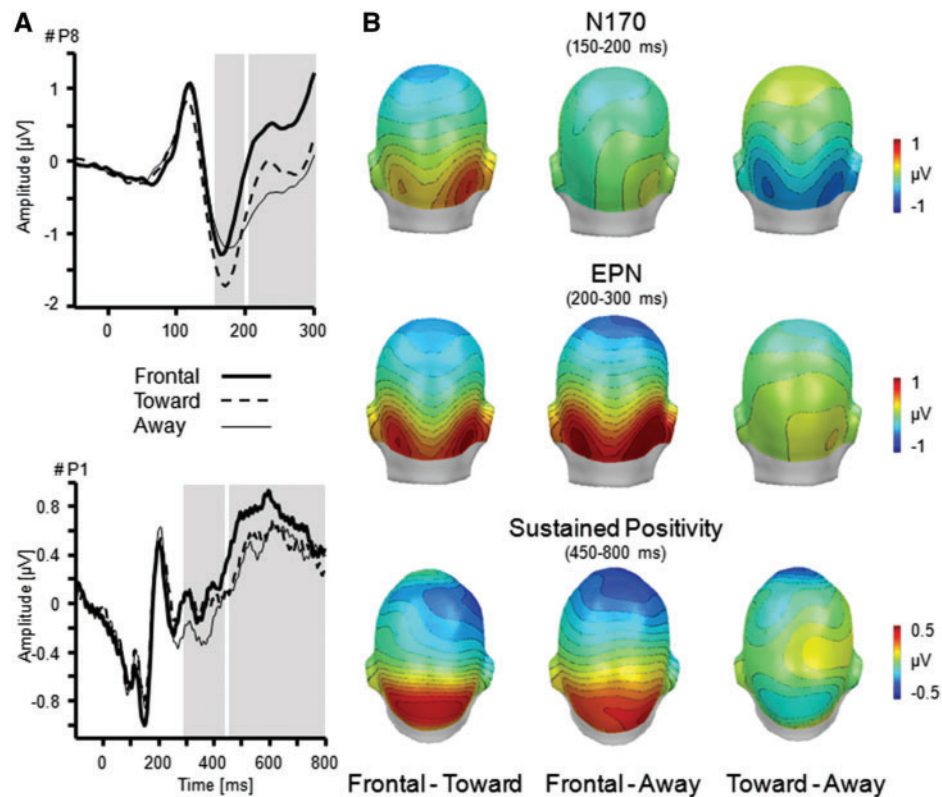 A
# P8
Amplitude [µV]
1
0
-1
-2
0
100
200
300
Frontal
Toward
Away
# P1
Amplitude [µV]
0.8
0.4
0
-0.4
-0.8
0
200
400
600
800
Time [ms]
B
N170
(150-200 ms)
1
µV
-1
EPN
(200-300 ms)
1
µV
-1
Sustained Positivity
(450-800 ms)
0.5
µV
-0.5
Frontal - Toward
Frontal - Away
Toward - Away